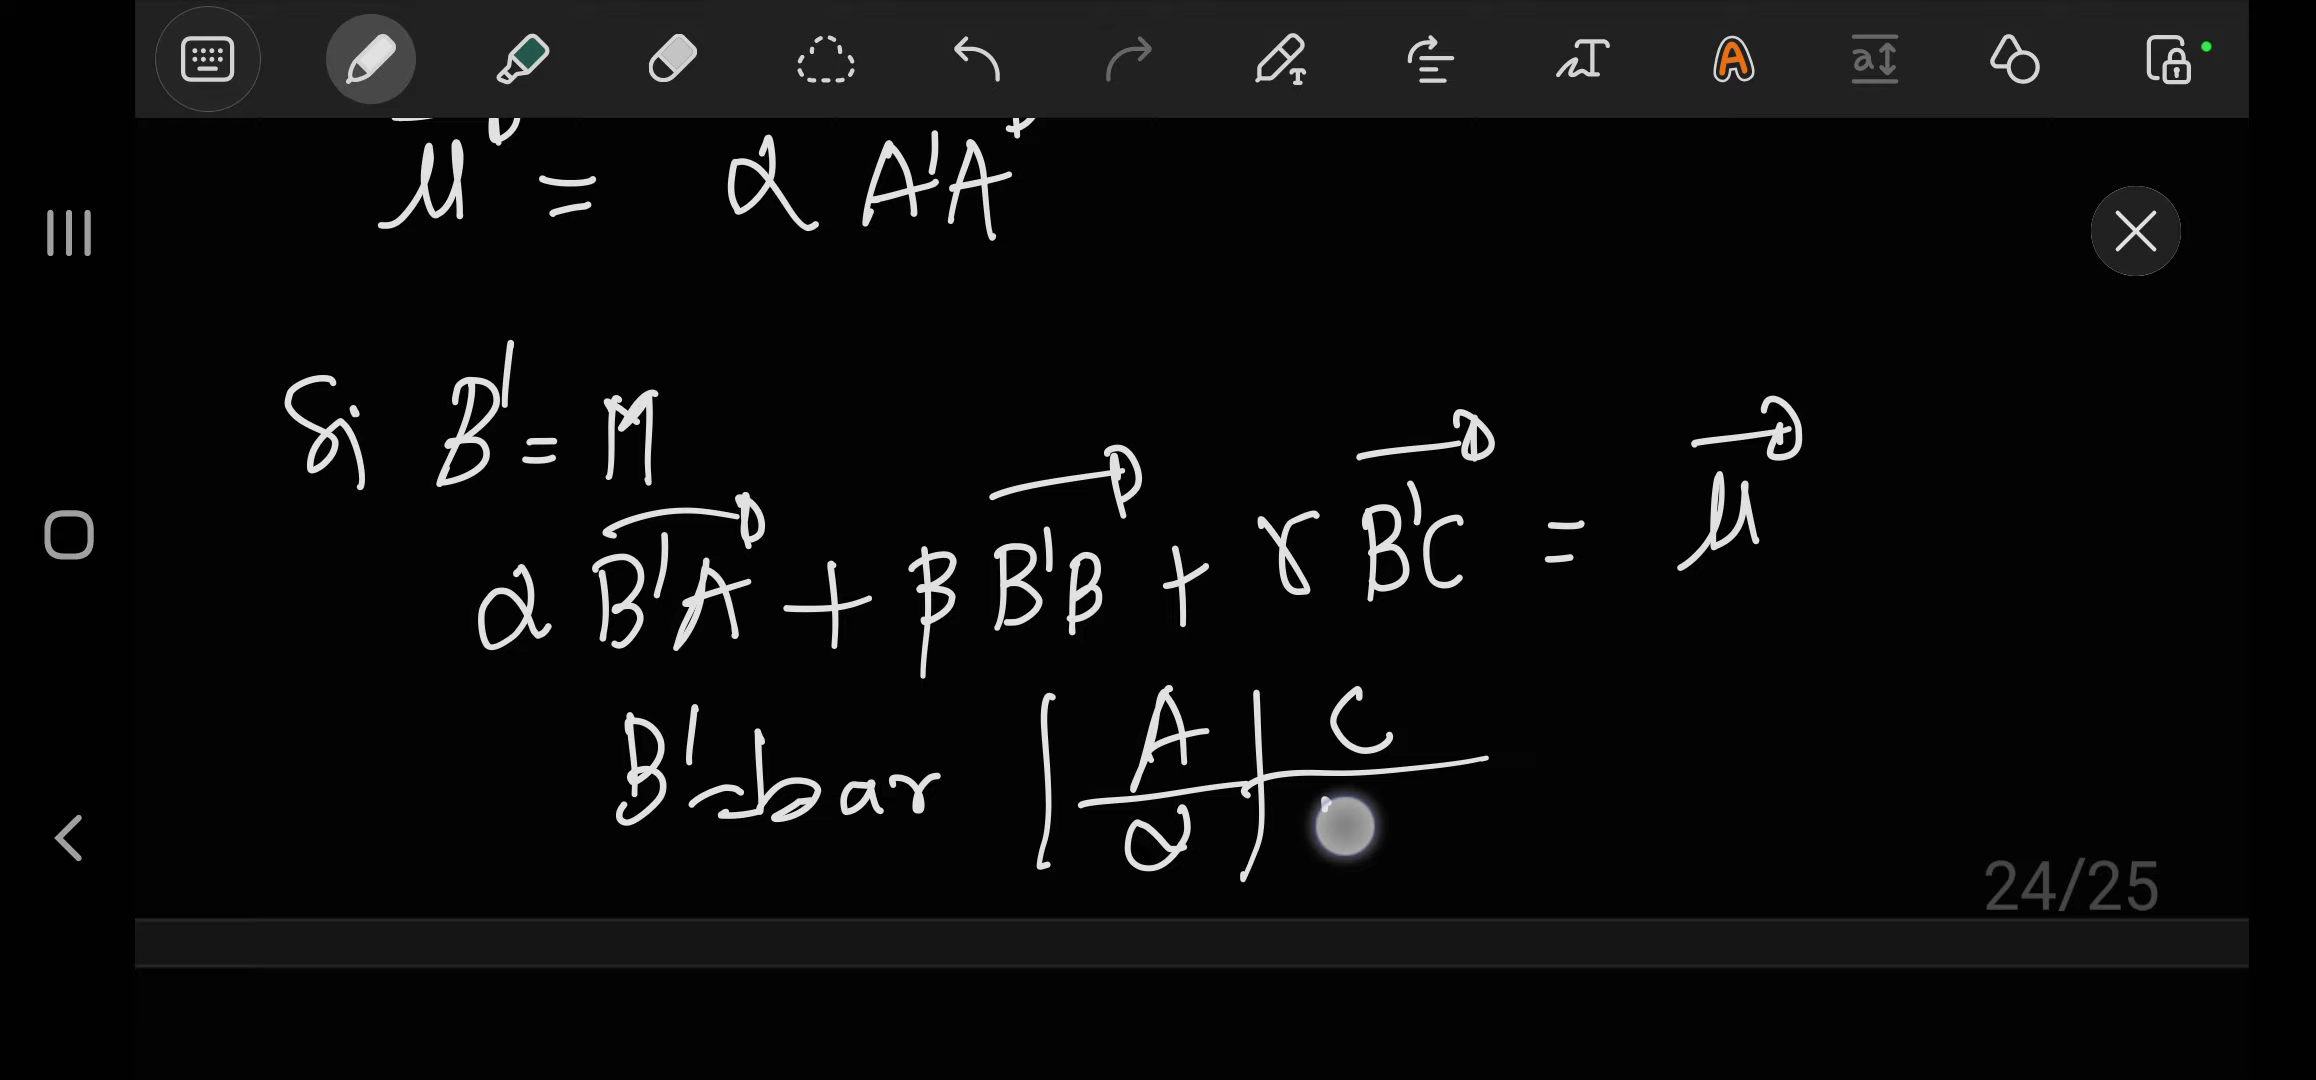 μ⃗ = α A'A⃗
Si B' = M
α B'A⃗ + β B'B⃗ + γ B'C⃗ = μ⃗
B' = bar | A | C
α
24/25